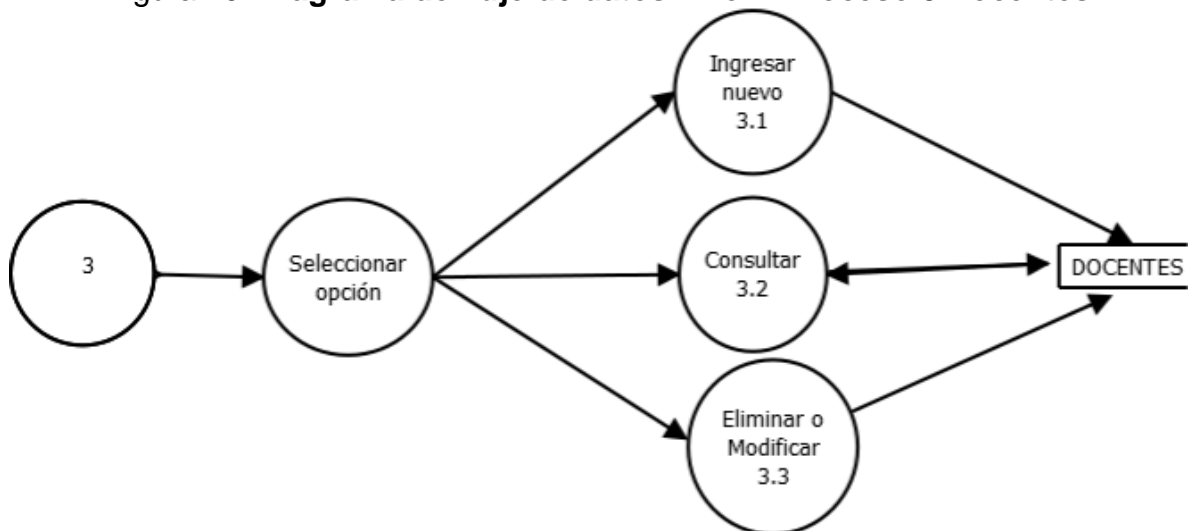 3
Seleccionar
opción
Ingresar
nuevo
3.1
Consultar
3.2
Eliminar o
Modificar
3.3
DOCENTES